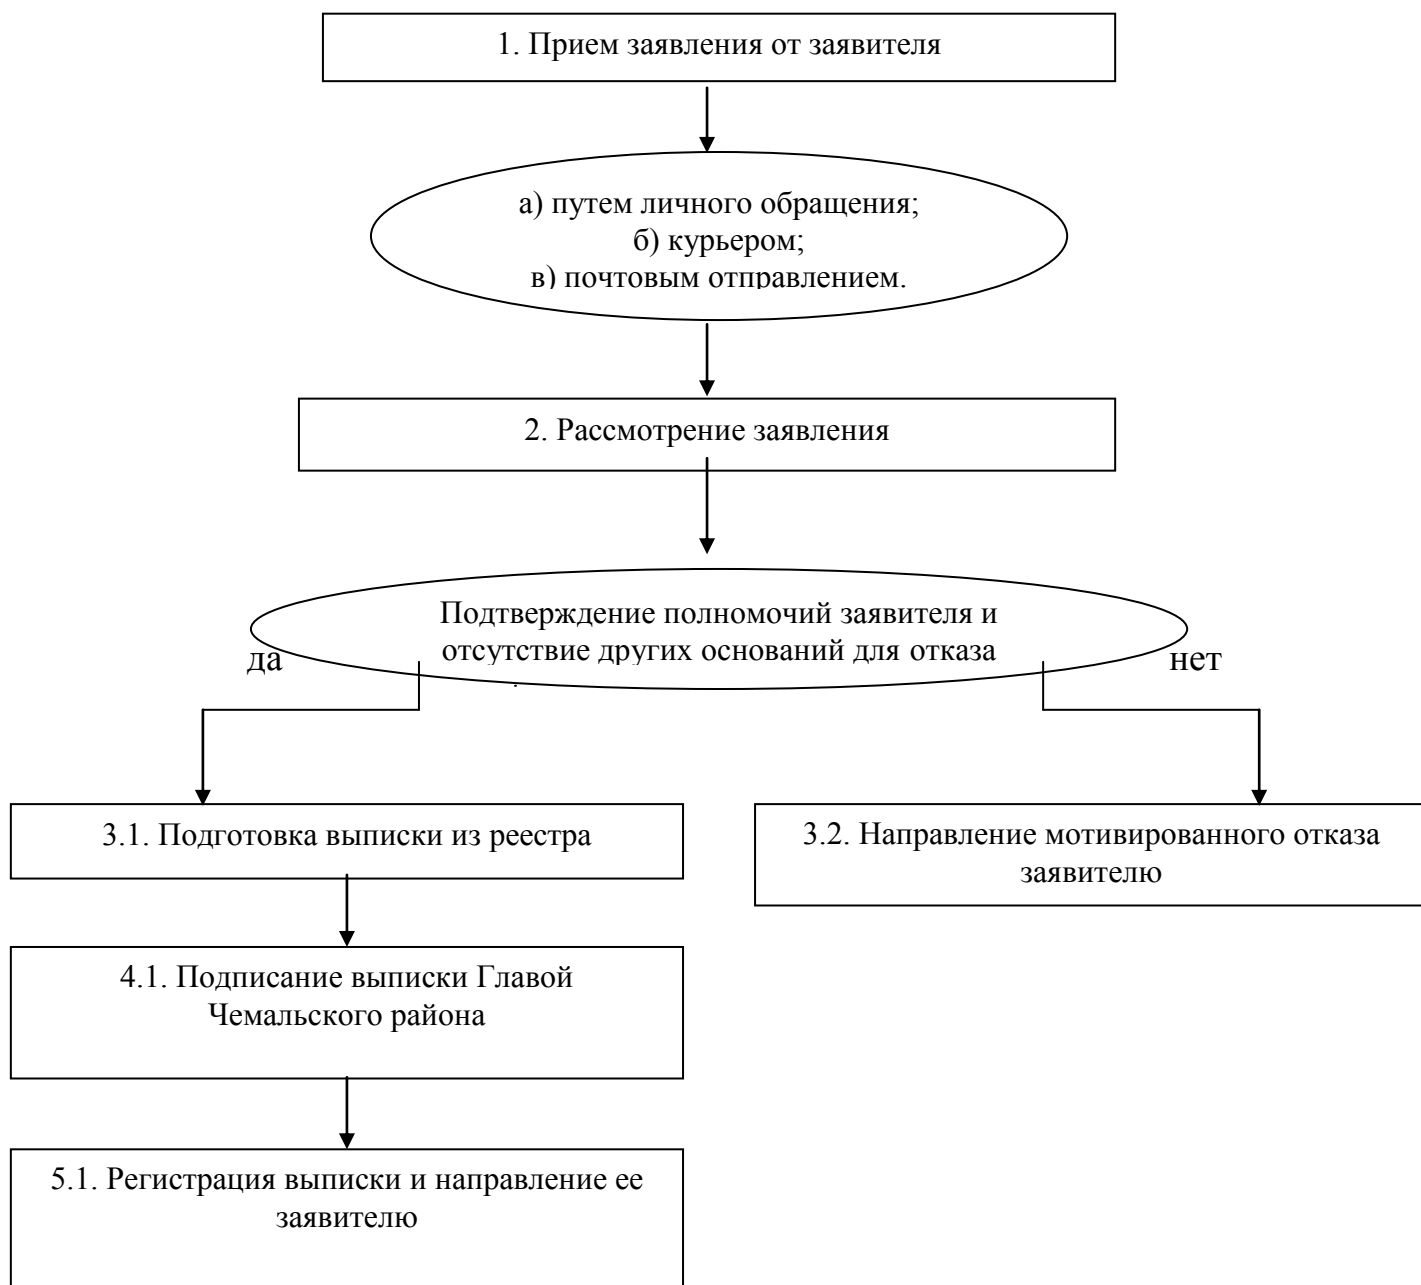 1. Прием заявления от заявителя
а) путем личного обращения;
б) курьером;
в) почтовым отправлением.
2. Рассмотрение заявления
Подтверждение полномочий заявителя и
отсутствие других оснований для отказа
да
нет
3.1. Подготовка выписки из реестра
3.2. Направление мотивированного отказа
заявителю
4.1. Подписание выписки Главой
Чемальского района
5.1. Регистрация выписки и направление ее
заявителю